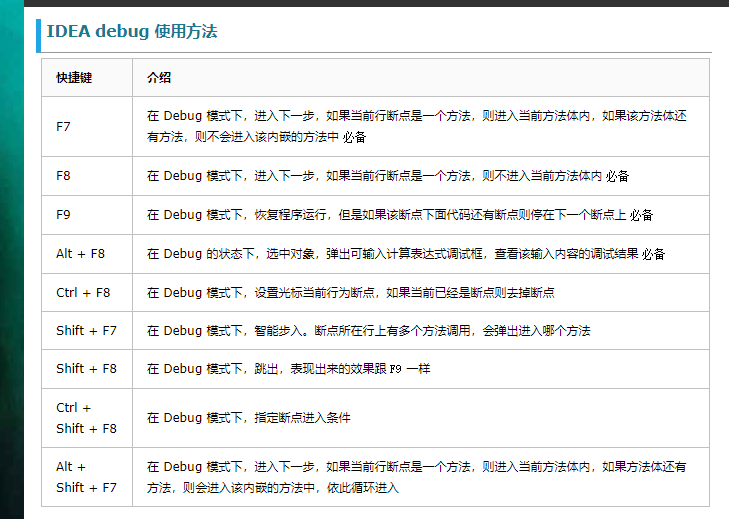 IDEA debug 使用方法
快捷键 介绍
F7 在 Debug 模式下，进入下一步，如果当前行断点是一个方法，则进入当前方法体内，如果该方法体还
有方法，则不会进入该内嵌的方法中 必备
F8 在 Debug 模式下，进入下一步，如果当前行断点是一个方法，则不进入当前方法体内 必备
F9 在 Debug 模式下，恢复程序运行，但是如果该断点下面代码还有断点则停在下一个断点上 必备
Alt + F8 在 Debug 的状态下，选中对象，弹出可输入计算表达式调试框，查看该输入内容的调试结果 必备
Ctrl + F8 在 Debug 模式下，设置光标当前行为断点，如果当前已经是断点则去掉断点
Shift + F7 在 Debug 模式下，智能步入。断点所在行上有多个方法调用，会弹出进入哪个方法
Shift + F8 在 Debug 模式下，跳出，表现出来的效果跟 F9 一样
Ctrl +
Shift + F8 在 Debug 模式下，指定断点进入条件
Alt +
Shift + F7 在 Debug 模式下，进入下一步，如果当前行断点是一个方法，则进入当前方法体内，如果方法体还有
方法，则会进入该内嵌的方法中，依此循环进入